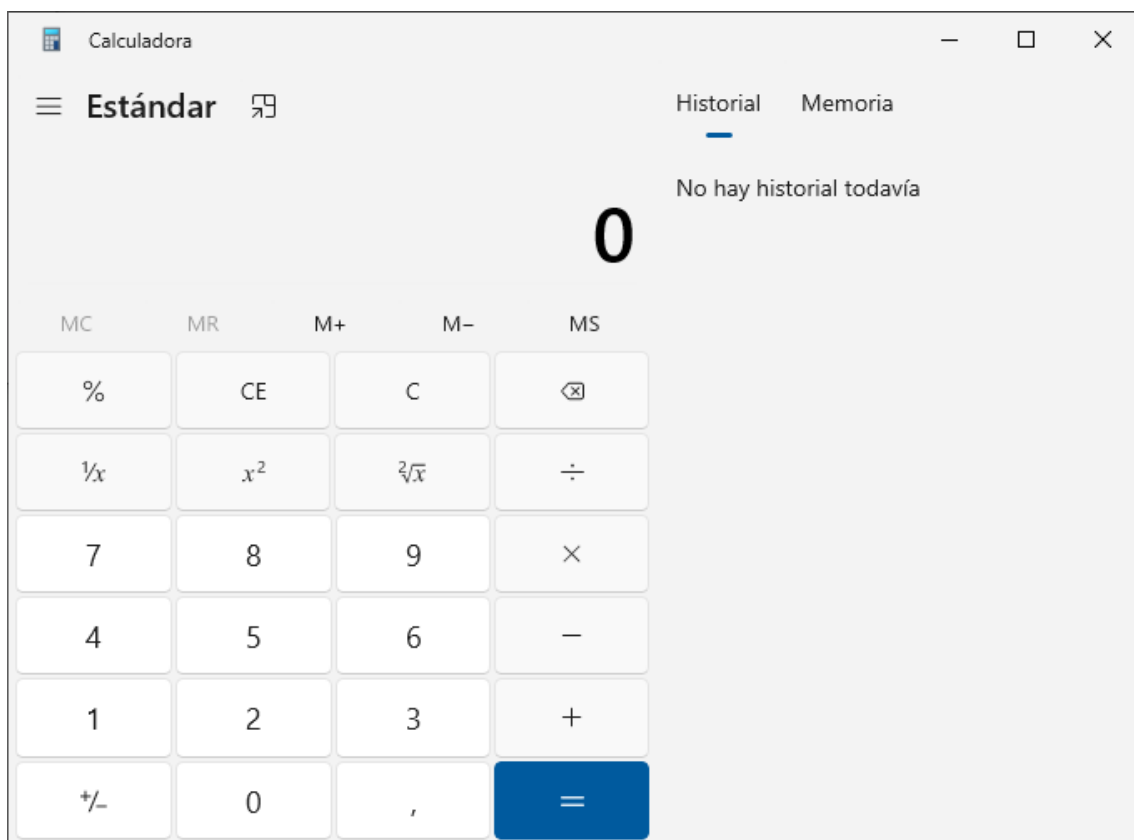 Calculadora
Estándar
Historial Memoria
No hay historial todavía
0
MC MR M+ M− MS
% CE C
¹/x x² ²√x ÷
7 8 9 ×
4 5 6 −
1 2 3 +
+/− 0 , =